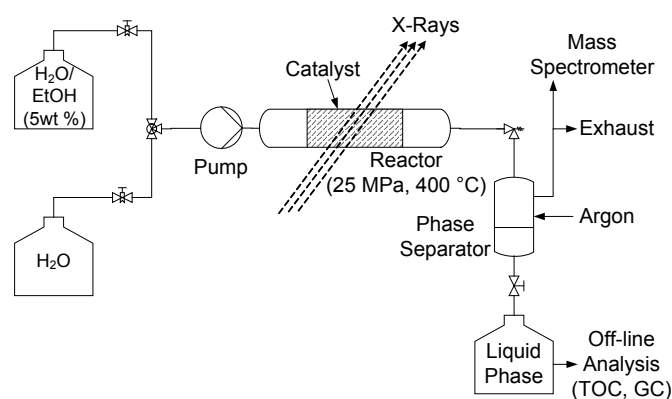 X-Rays
Mass
Spectrometer
H₂O/
EtOH
(5wt %)
Catalyst
Exhaust
Pump
Reactor
(25 MPa, 400 °C)
Phase
Separator
Argon
H₂O
Liquid
Phase
Off-line
Analysis
(TOC, GC)